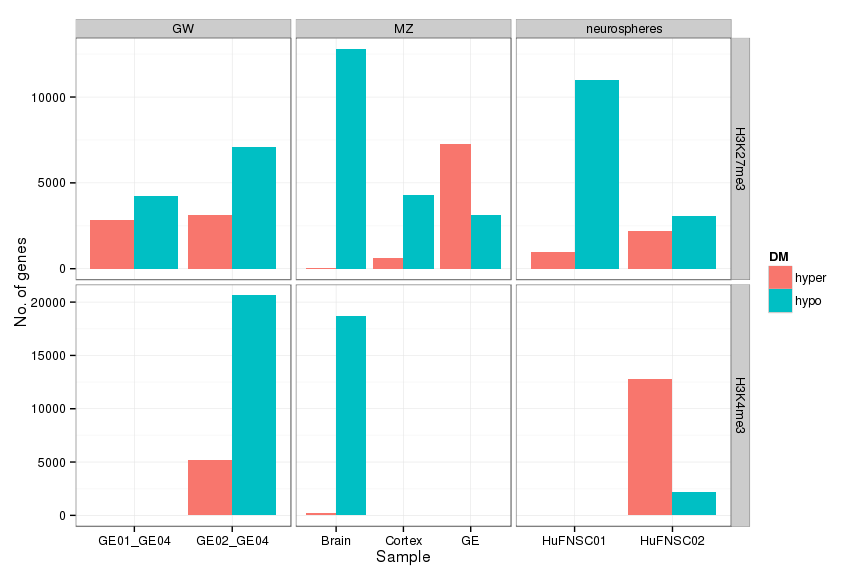 GW MZ neurospheres
10000
5000
0
H3K27me3
20000
15000
10000
5000
0
H3K4me3
No. of genes
GE01_GE04 GE02_GE04 Brain Cortex GE HuFNSC01 HuFNSC02
Sample
DM
hyper
hypo